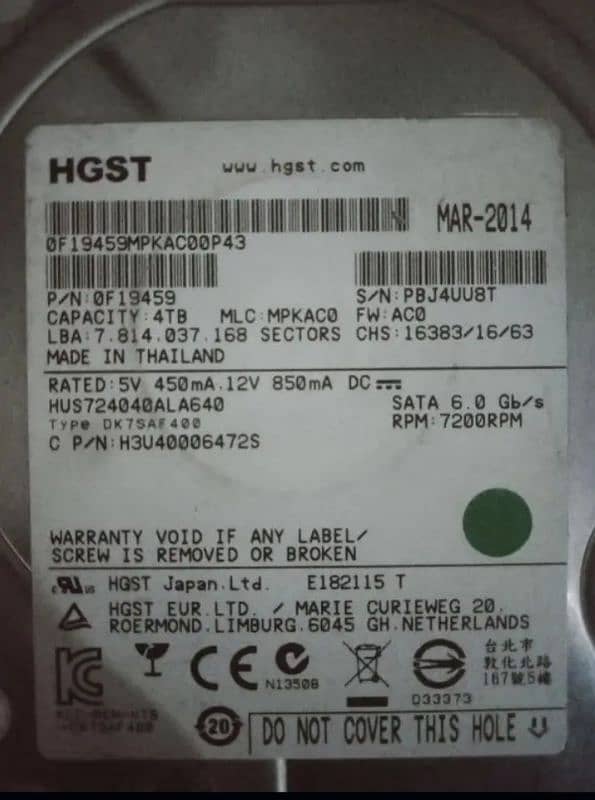 HGST www.hgst.com
MAR-2014
0F19459MPKAC00P43
P/N:0F19459 S/N:PBJ4UU8T
CAPACITY:4TB MLC:MPKAC0 FW:AC0
LBA:7.814.037.168 SECTORS CHS:16383/16/63
MADE IN THAILAND
RATED:5V 450mA.12V 850mA DC
HUS724040ALA640 SATA 6.0 Gb/s
Type DK7SAF400 RPM:7200RPM
C P/N:H3U40006472S
WARRANTY VOID IF ANY LABEL/
SCREW IS REMOVED OR BROKEN
HGST Japan.Ltd. E182115 T
HGST EUR.LTD. / MARIE CURIEWEG 20.
ROERMOND.LIMBURG.6045 GH.NETHERLANDS
CE N13508 D33373
台北市
敦化北路
167號5樓
20 DO NOT COVER THIS HOLE